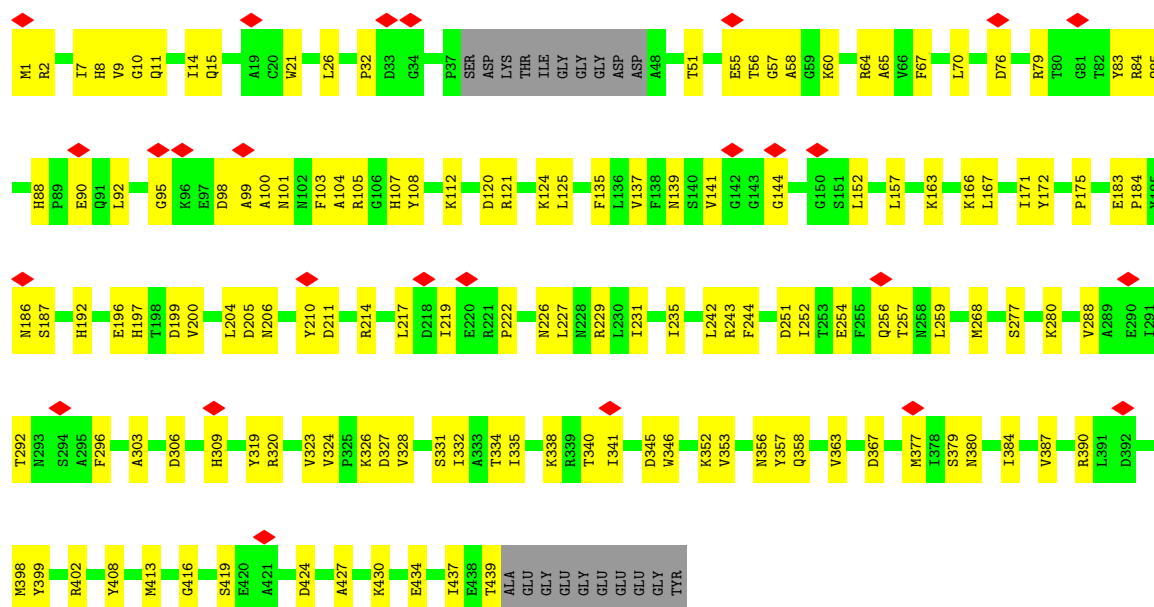 M1 R2 I7 H8 V9 G10 Q11 I14 Q15 A19 C20 W21 L26 P32 D33 G34 P37 SER ASP LYS THR ILE GLY GLY GLY ASP ASP A48 T51 E55 T56 G57 A58 G59 K60 R64 A65 V66 F67 L70 D76 R79 T80 G81 T82 Y83 R84
H88 P89 E90 Q91 L92 G95 K96 E97 D98 A99 A100 N101 N102 F103 A104 R105 G106 H107 Y108 K112 D120 R121 K124 L125 F135 L136 V137 F138 N139 S140 V141 G142 G143 G144 G150 S151 L152 L157 K163 K166 L167 I171 Y172 P175 E183 P184
N186 S187 H192 E196 H197 T198 D199 V200 L204 D205 N206 Y210 D211 R214 L217 D218 I219 E220 R221 P222 N226 L227 N228 R229 L230 I231 I235 L242 R243 F244 D251 I252 T253 E254 F255 Q256 T257 N258 L259 M268 S277 K280 V288 A289 E290 I291
T292 N293 S294 A295 F296 A303 D306 H309 Y319 R320 V323 V324 P325 K326 D327 V328 S331 I332 A333 T334 I335 K338 R339 T340 I341 D345 W346 K352 V353 N356 Y357 Q358 V363 D367 M377 I378 S379 N380 I384 V387 R390 L391 D392
M398 Y399 R402 Y408 M413 G416 S419 E420 A421 D424 A427 K430 E434 I437 E438 T439 ALA GLU GLY GLU GLY GLU GLU GLU GLY TYR